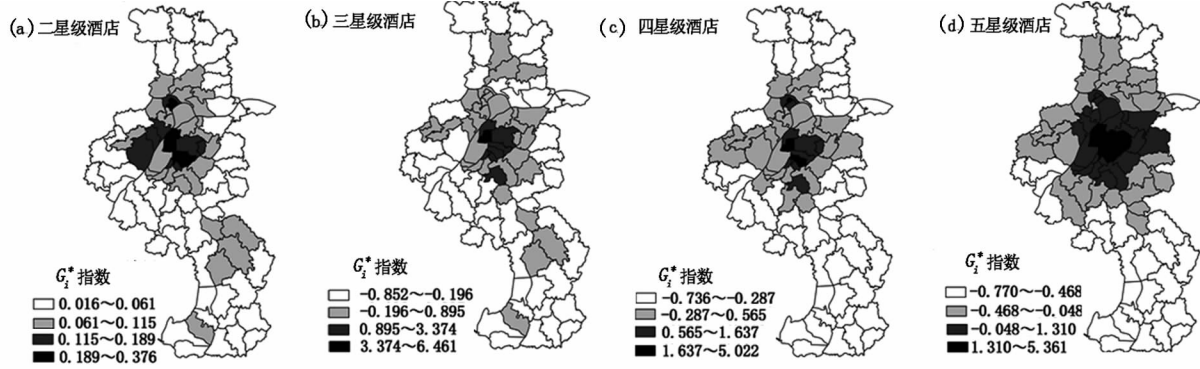 (a)二星级酒店
(b)三星级酒店
(c)四星级酒店
(d)五星级酒店
G*i 指数
0.016～0.061
0.061～0.115
0.115～0.189
0.189～0.376
G*i 指数
-0.852～-0.196
-0.196～0.895
0.895～3.374
3.374～6.461
G*i 指数
-0.736～-0.287
-0.287～0.565
0.565～1.637
1.637～5.022
G*i 指数
-0.770～-0.468
-0.468～-0.048
-0.048～1.310
1.310～5.361